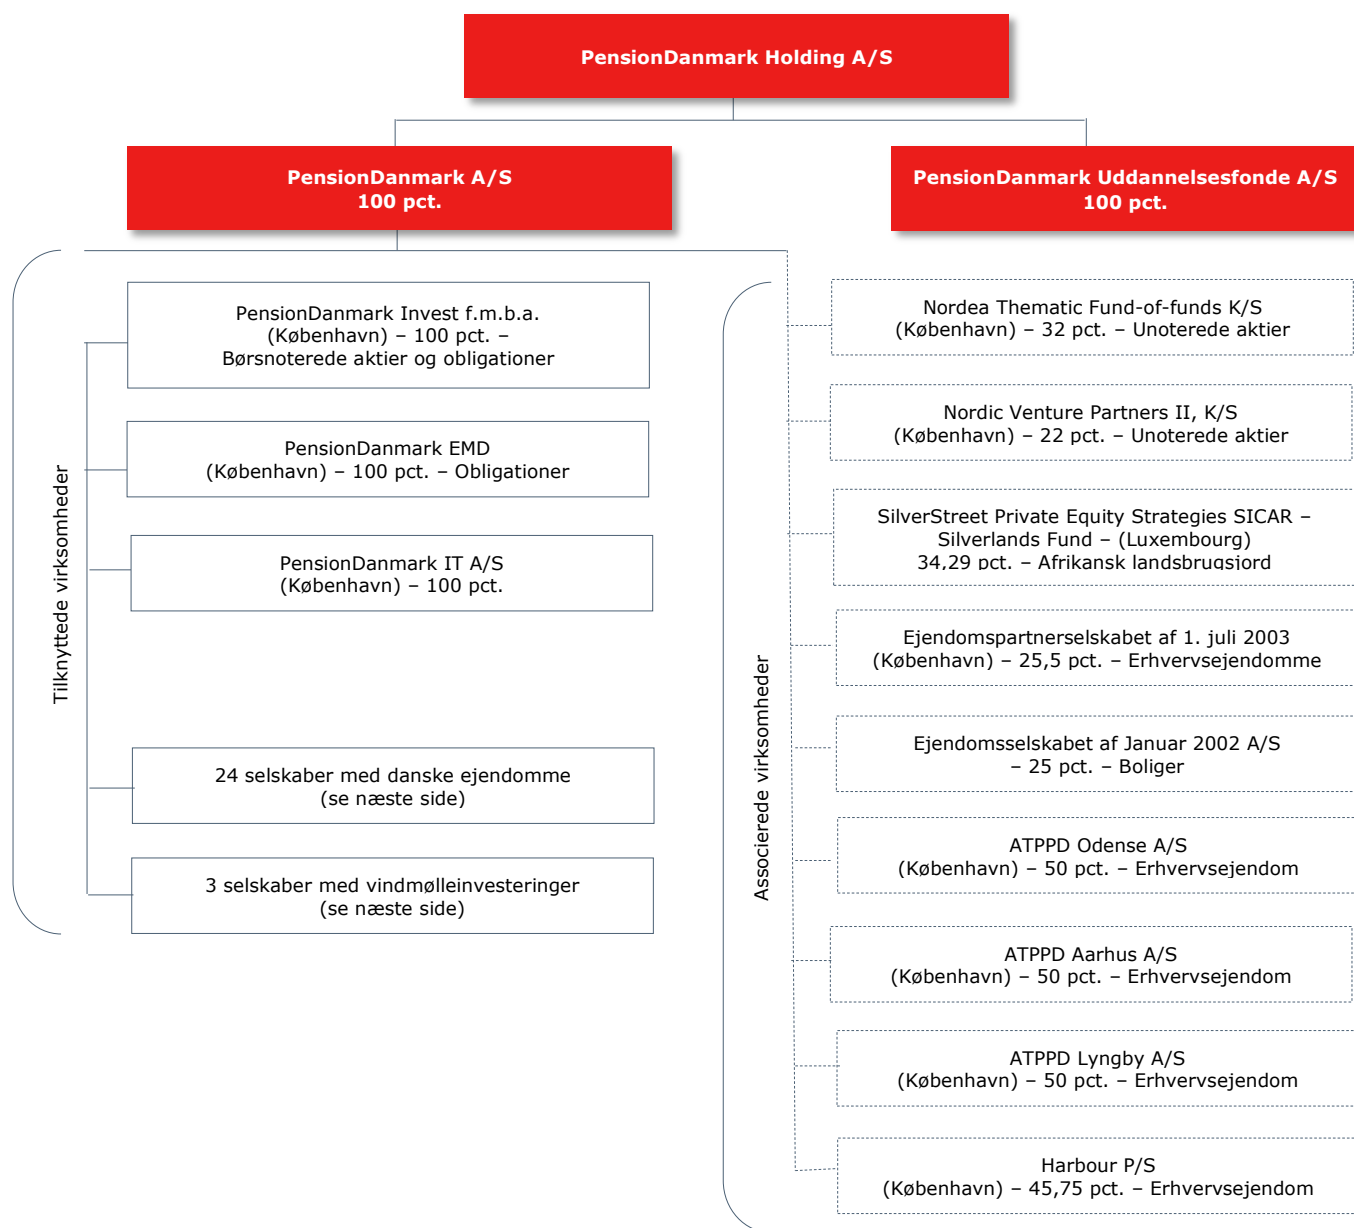 PensionDanmark Holding A/S
PensionDanmark A/S
100 pct.
PensionDanmark Uddannelsesfonde A/S
100 pct.
Tilknyttede virksomheder
PensionDanmark Invest f.m.b.a.
(København) – 100 pct. –
Børsnoterede aktier og obligationer
PensionDanmark EMD
(København) – 100 pct. – Obligationer
PensionDanmark IT A/S
(København) – 100 pct.
24 selskaber med danske ejendomme
(se næste side)
3 selskaber med vindmølleinvesteringer
(se næste side)
Associerede virksomheder
Nordea Thematic Fund-of-funds K/S
(København) – 32 pct. – Unoterede aktier
Nordic Venture Partners II, K/S
(København) – 22 pct. – Unoterede aktier
SilverStreet Private Equity Strategies SICAR –
Silverlands Fund – (Luxembourg)
34,29 pct. – Afrikansk landsbrugsjord
Ejendomspartnerselskabet af 1. juli 2003
(København) – 25,5 pct. – Erhvervsejendomme
Ejendomsselskabet af Januar 2002 A/S
– 25 pct. – Boliger
ATPPD Odense A/S
(København) – 50 pct. – Erhvervsejendom
ATPPD Aarhus A/S
(København) – 50 pct. – Erhvervsejendom
ATPPD Lyngby A/S
(København) – 50 pct. – Erhvervsejendom
Harbour P/S
(København) – 45,75 pct. – Erhvervsejendom